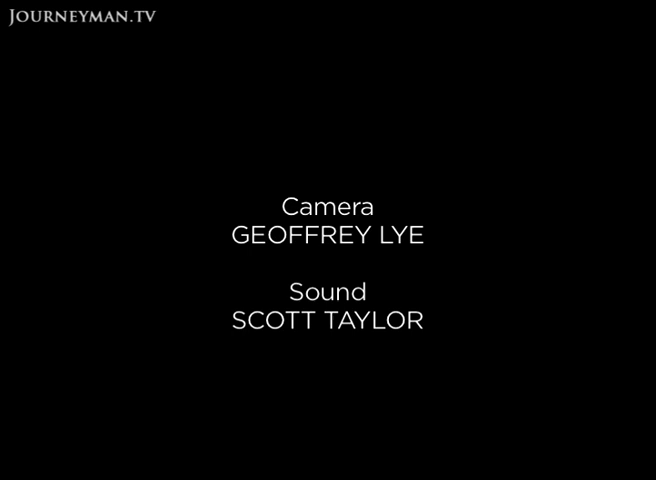 JOURNEYMAN.TV
Camera
GEOFFREY LYE
Sound
SCOTT TAYLOR